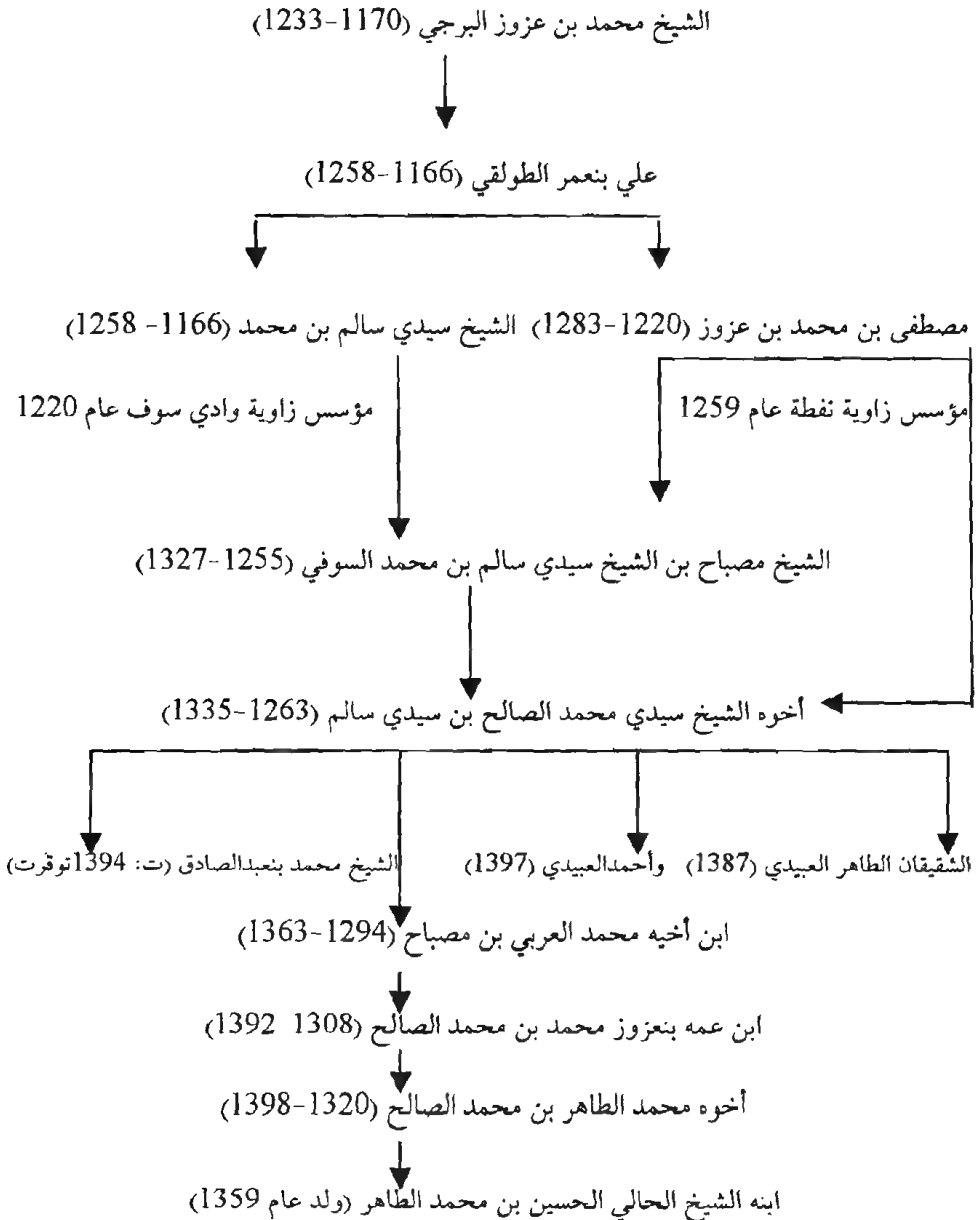 الشيخ محمد بن عزوز البرجي (1170-1233)
علي بنعمر الطولقي (1166-1258)
مصطفى بن محمد بن عزوز (1220-1283) الشيخ سيدي سالم بن محمد (1166- 1258)
مؤسس زاوية نفطة عام 1259 مؤسس زاوية وادي سوف عام 1220
الشيخ مصباح بن الشيخ سيدي سالم بن محمد السوفي (1255-1327)
أخوه الشيخ سيدي محمد الصالح بن سيدي سالم (1263-1335)
الشقيقان الطاهر العبيدي (1387) وأحمدالعبيدي (1397) الشيخ محمد بنعبدالصادق (ت: 1394توقرت)
ابن أخيه محمد العربي بن مصباح (1294-1363)
ابن عمه بنعزوز محمد بن محمد الصالح (1308 1392)
أخوه محمد الطاهر بن محمد الصالح (1320-1398)
ابنه الشيخ الحالي الحسين بن محمد الطاهر (ولد عام 1359)